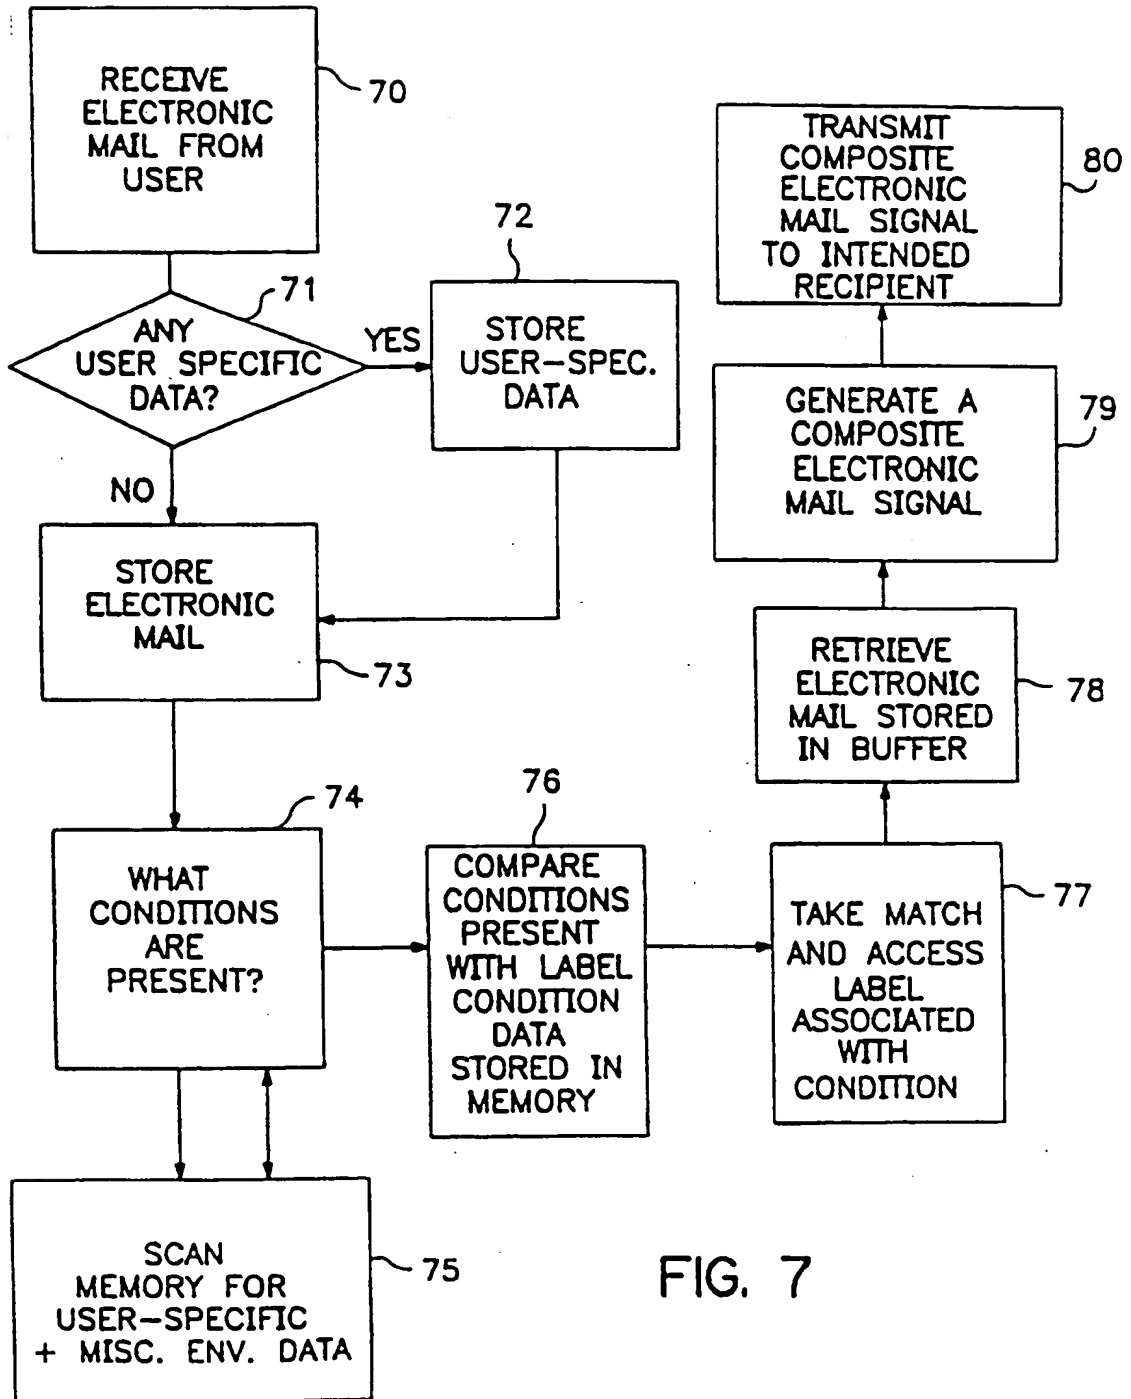 RECEIVE
ELECTRONIC
MAIL FROM
USER
70
71
ANY
USER SPECIFIC
DATA?
YES
NO
72
STORE
USER-SPEC.
DATA
STORE
ELECTRONIC
MAIL
73
74
WHAT
CONDITIONS
ARE
PRESENT?
SCAN
MEMORY FOR
USER-SPECIFIC
+ MISC. ENV. DATA
75
76
COMPARE
CONDITIONS
PRESENT
WITH LABEL
CONDITION
DATA
STORED IN
MEMORY
TAKE MATCH
AND ACCESS
LABEL
ASSOCIATED
WITH
CONDITION
77
RETRIEVE
ELECTRONIC
MAIL STORED
IN BUFFER
78
GENERATE A
COMPOSITE
ELECTRONIC
MAIL SIGNAL
79
TRANSMIT
COMPOSITE
ELECTRONIC
MAIL SIGNAL
TO INTENDED
RECIPIENT
80
FIG. 7